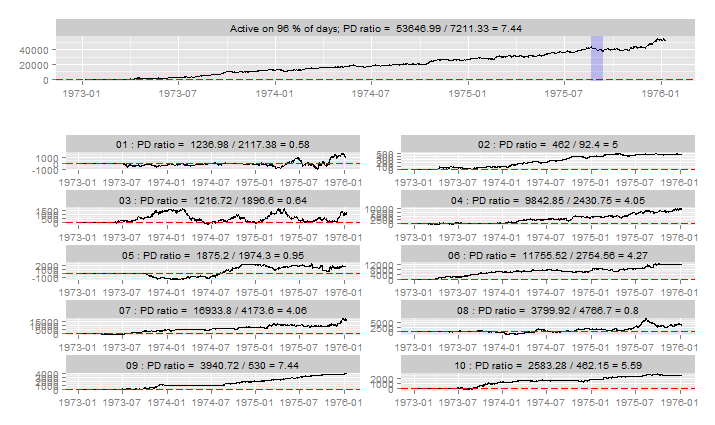 Active on 96 % of days; PD ratio = 53646.99 / 7211.33 = 7.44
40000
20000
0
1973-01 1973-07 1974-01 1974-07 1975-01 1975-07 1976-01
01 : PD ratio = 1236.98 / 2117.38 = 0.58
1000
-1000
1973-01 1973-07 1974-01 1974-07 1975-01 1975-07 1976-01
02 : PD ratio = 462 / 92.4 = 5
500
0
1973-01 1973-07 1974-01 1974-07 1975-01 1975-07 1976-01
03 : PD ratio = 1216.72 / 1896.6 = 0.64
1500
500
0
1973-01 1973-07 1974-01 1974-07 1975-01 1975-07 1976-01
04 : PD ratio = 9842.85 / 2430.75 = 4.05
10000
0
1973-01 1973-07 1974-01 1974-07 1975-01 1975-07 1976-01
05 : PD ratio = 1875.2 / 1974.3 = 0.95
2000
-1000
1973-01 1973-07 1974-01 1974-07 1975-01 1975-07 1976-01
06 : PD ratio = 11755.52 / 2754.56 = 4.27
12000
0
1973-01 1973-07 1974-01 1974-07 1975-01 1975-07 1976-01
07 : PD ratio = 16933.8 / 4173.6 = 4.06
15000
0
1973-01 1973-07 1974-01 1974-07 1975-01 1975-07 1976-01
08 : PD ratio = 3799.92 / 4766.7 = 0.8
5000
0
1973-01 1973-07 1974-01 1974-07 1975-01 1975-07 1976-01
09 : PD ratio = 3940.72 / 530 = 7.44
4000
0
1973-01 1973-07 1974-01 1974-07 1975-01 1975-07 1976-01
10 : PD ratio = 2583.28 / 462.15 = 5.59
2000
0
1973-01 1973-07 1974-01 1974-07 1975-01 1975-07 1976-01